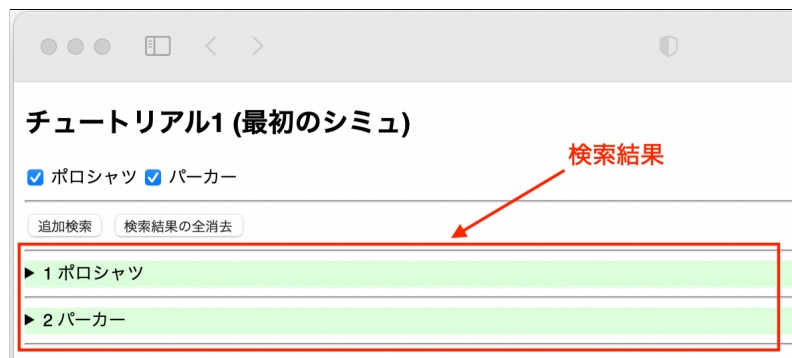 チュートリアル1 (最初のシミュ)
検索結果
ポロシャツ パーカー
追加検索 検索結果の全消去
▶ 1 ポロシャツ
▶ 2 パーカー